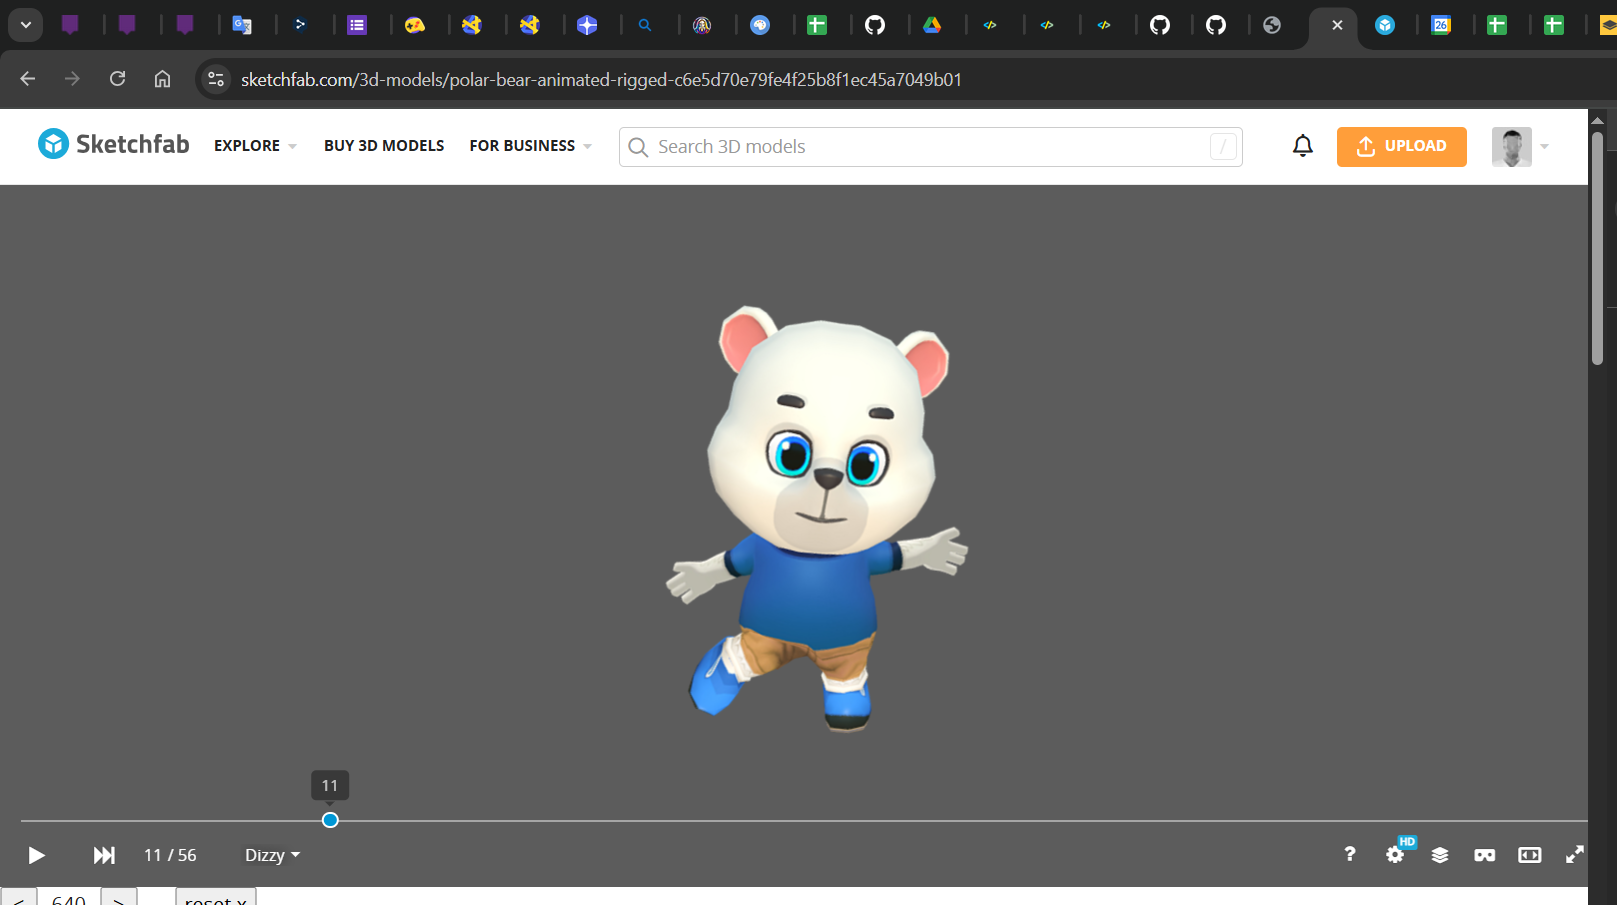 26
sketchfab.com/3d-models/polar-bear-animated-rigged-c6e5d70e79fe4f25b8f1ec45a7049b01
Sketchfab EXPLORE BUY 3D MODELS FOR BUSINESS Search 3D models / UPLOAD
11
11 / 56 Dizzy ? HD
< 640 > reset x